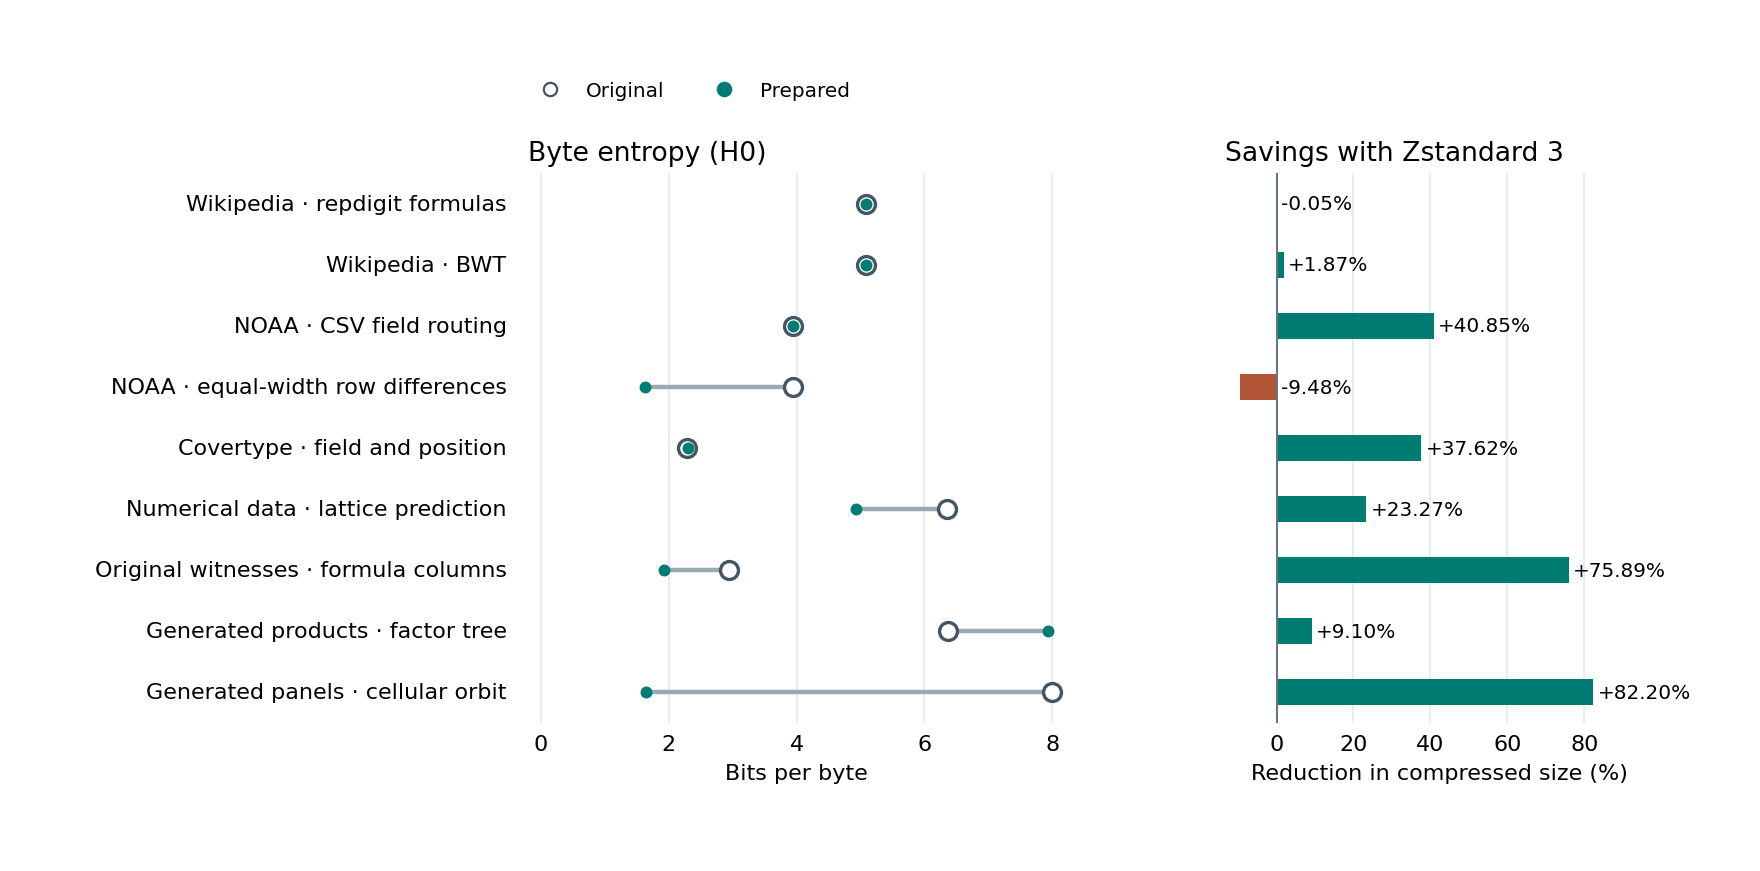 Original Prepared
Byte entropy (H0) Savings with Zstandard 3
Wikipedia · repdigit formulas -0.05%
Wikipedia · BWT +1.87%
NOAA · CSV field routing +40.85%
NOAA · equal-width row differences -9.48%
Covertype · field and position +37.62%
Numerical data · lattice prediction +23.27%
Original witnesses · formula columns +75.89%
Generated products · factor tree +9.10%
Generated panels · cellular orbit +82.20%
0 2 4 6 8 0 20 40 60 80
Bits per byte Reduction in compressed size (%)